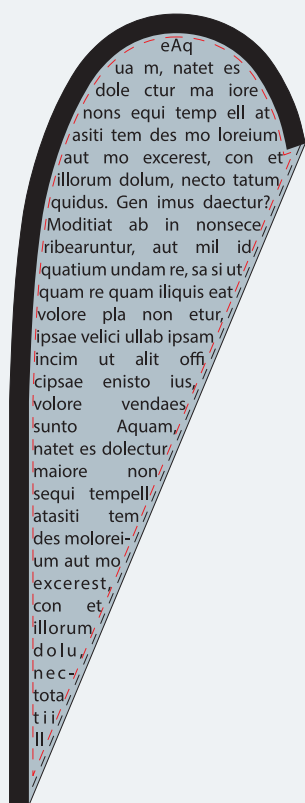 eAq
ua m, natet es
dole ctur ma iore
nons equi temp ell at
asiti tem des mo loreium
aut mo excerest, con et
illorum dolum, necto tatum
quidus. Gen imus daectur?
Moditiat ab in nonsece
ribearuntur, aut mil id
quatium undam re, sa si ut
quam re quam iliquis eat
volore pla non etur,
ipsae velici ullab ipsam
incim ut alit offi
cipsae enisto ius,
volore vendaes
sunto Aquam,
natet es dolectur
maiore non
sequi tempell
atasiti tem
des molorei-
um aut mo
excerest,
con et
illorum
dolu,
nec-
tota
tii
ll